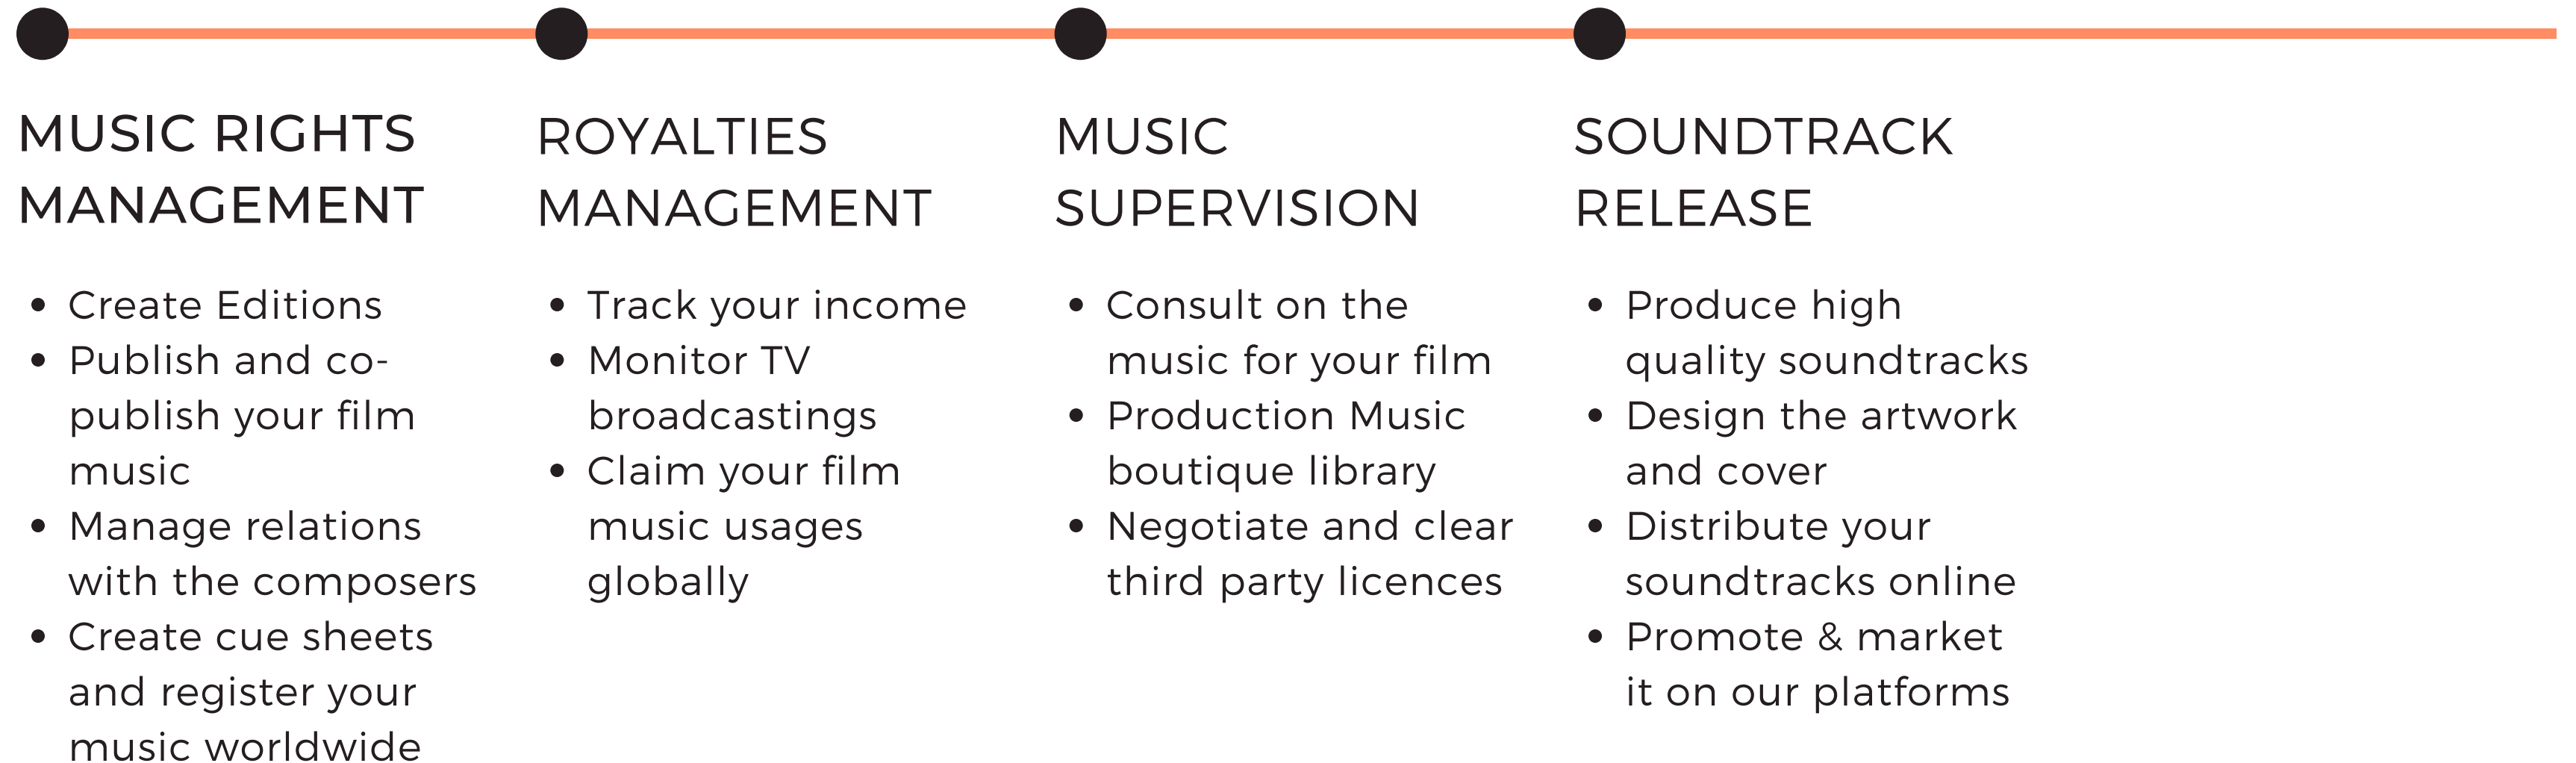 MUSIC RIGHTS
MANAGEMENT
• Create Editions
• Publish and co-
publish your film
music
• Manage relations
with the composers
• Create cue sheets
and register your
music worldwide
ROYALTIES
MANAGEMENT
• Track your income
• Monitor TV
broadcastings
• Claim your film
music usages
globally
MUSIC
SUPERVISION
• Consult on the
music for your film
• Production Music
boutique library
• Negotiate and clear
third party licences
SOUNDTRACK
RELEASE
• Produce high
quality soundtracks
• Design the artwork
and cover
• Distribute your
soundtracks online
• Promote & market
it on our platforms